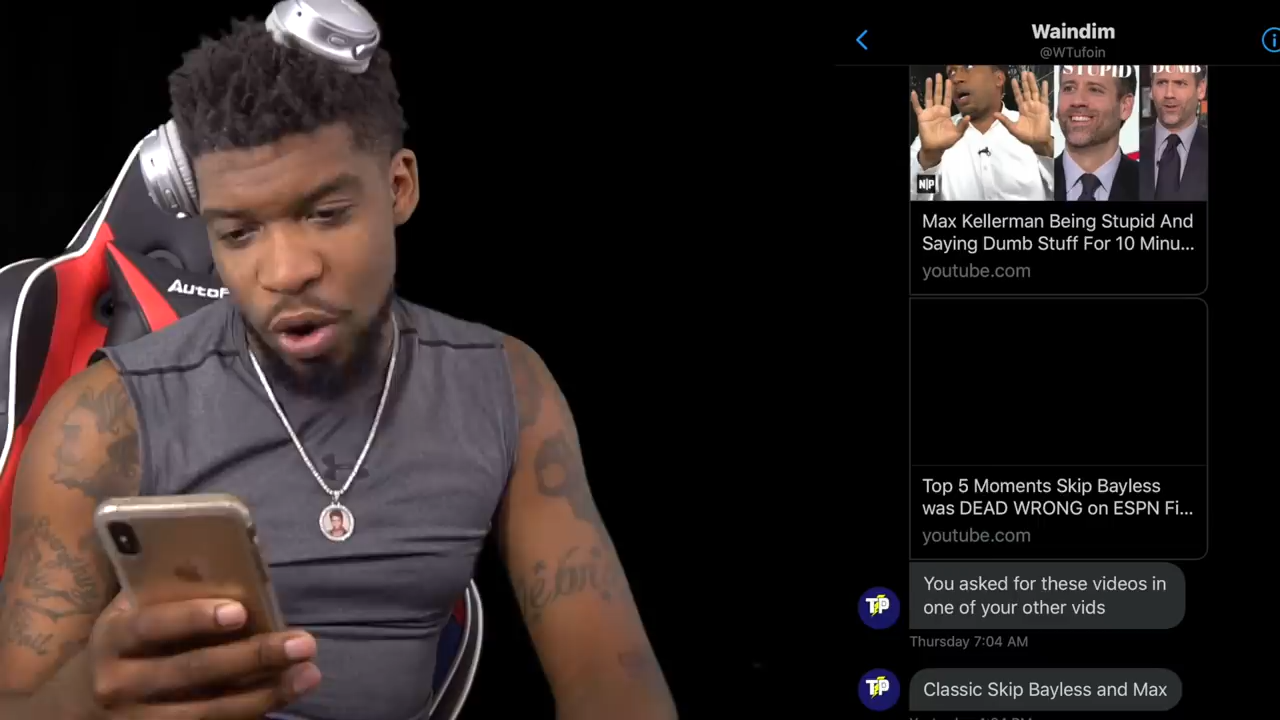 Waindim
@WTufoin
STUPID
DUMB
N|P
Max Kellerman Being Stupid And
Saying Dumb Stuff For 10 Minu...
youtube.com
Top 5 Moments Skip Bayless
was DEAD WRONG on ESPN Fi...
youtube.com
You asked for these videos in
one of your other vids
TP
Thursday 7:04 AM
TP
Classic Skip Bayless and Max